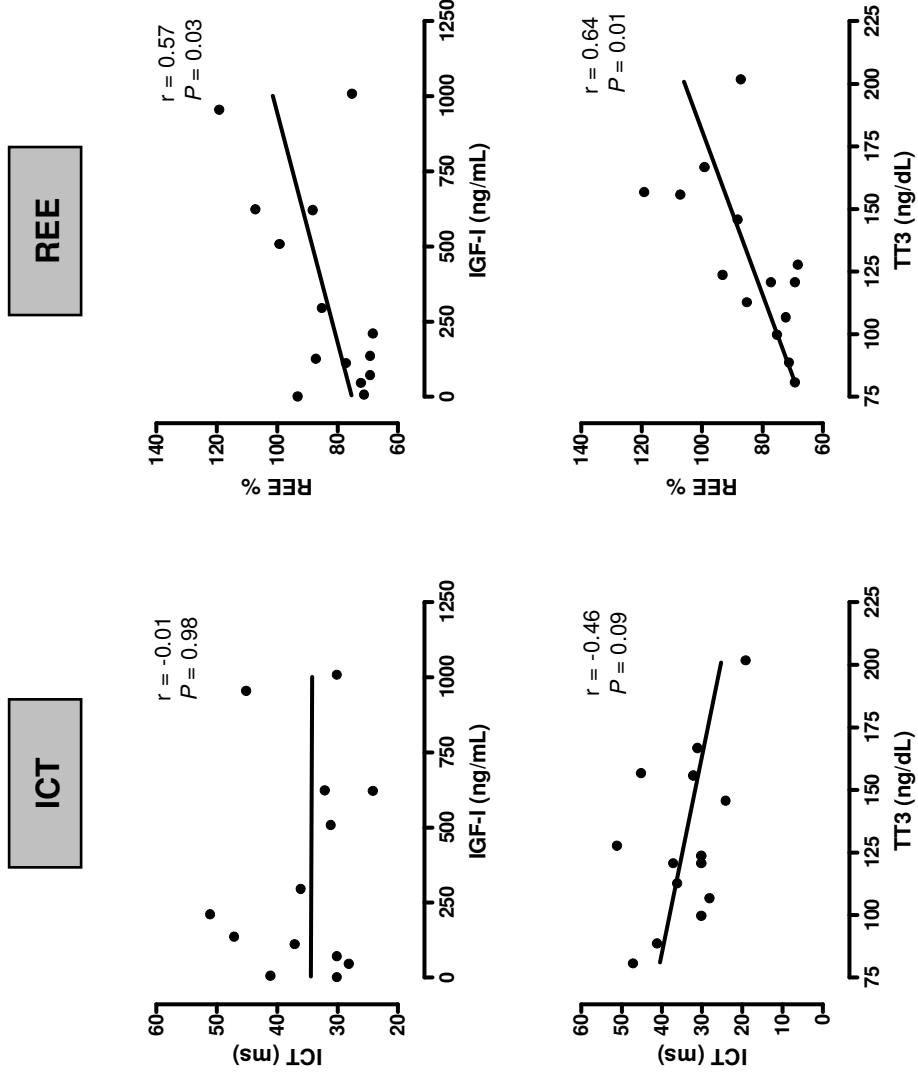 ICT
REE
r = -0.01
P = 0.98
ICT (ms)
60
50
40
30
20
0
250
500
750
1000
1250
IGF-I (ng/mL)
r = 0.57
P = 0.03
REE %
140
120
100
80
60
0
250
500
750
1000
1250
IGF-I (ng/mL)
r = -0.46
P = 0.09
ICT (ms)
60
50
40
30
20
10
0
75
100
125
150
175
200
225
TT3 (ng/dL)
r = 0.64
P = 0.01
REE %
140
120
100
80
60
75
100
125
150
175
200
225
TT3 (ng/dL)